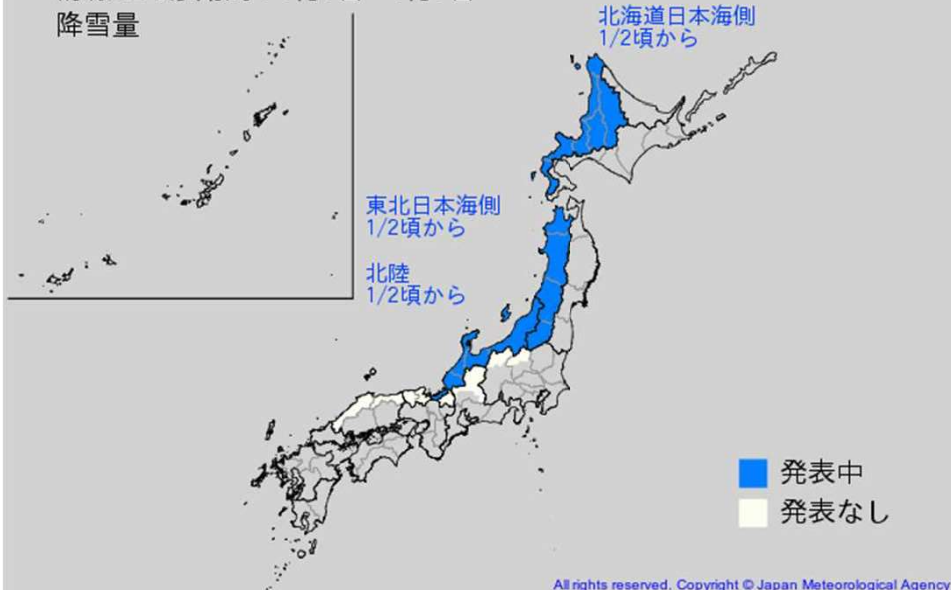 降雪量
北海道日本海側
1/2頃から
東北日本海側
1/2頃から
北陸
1/2頃から
発表中
発表なし
All rights reserved. Copyright © Japan Meteorological Agency